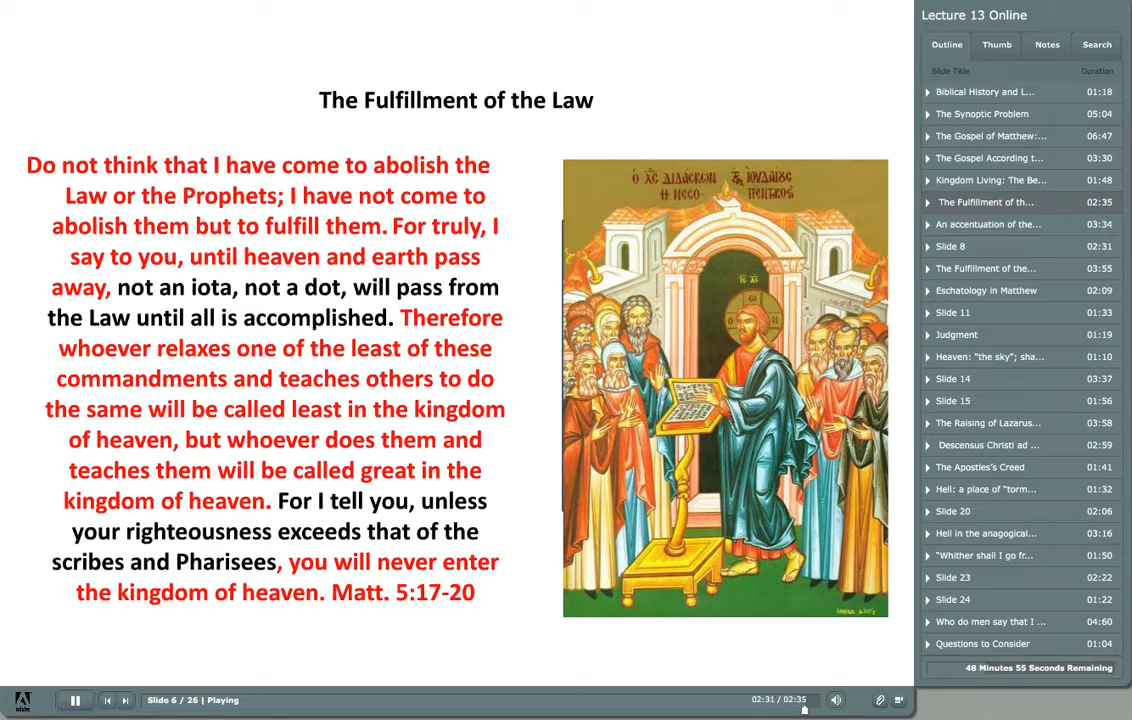 The Fulfillment of the Law
Do not think that I have come to abolish the
Law or the Prophets; I have not come to
abolish them but to fulfill them. For truly, I
say to you, until heaven and earth pass
away, not an iota, not a dot, will pass from
the Law until all is accomplished. Therefore
whoever relaxes one of the least of these
commandments and teaches others to do
the same will be called least in the kingdom
of heaven, but whoever does them and
teaches them will be called great in the
kingdom of heaven. For I tell you, unless
your righteousness exceeds that of the
scribes and Pharisees, you will never enter
the kingdom of heaven. Matt. 5:17-20
Lecture 13 Online
Outline Thumb Notes Search
Slide Title Duration
Biblical History and L... 01:18
The Synoptic Problem 05:04
The Gospel of Matthew:... 06:47
The Gospel According t... 03:30
Kingdom Living: The Be... 01:48
The Fulfillment of th... 02:35
An accentuation of the... 03:34
Slide 8 02:31
The Fulfillment of the... 03:55
Eschatology in Matthew 02:09
Slide 11 01:33
Judgment 01:19
Heaven: "the sky"; sha... 01:10
Slide 14 03:37
Slide 15 01:56
The Raising of Lazarus... 03:58
Descensus Christi ad ... 02:59
The Apostles's Creed 01:41
Hell: a place of "torm... 01:32
Slide 20 02:06
Hell in the anagogical... 03:16
"Whither shall I go fr... 01:50
Slide 23 02:22
Slide 24 01:22
Who do men say that I ... 04:60
Questions to Consider 01:04
48 Minutes 55 Seconds Remaining
Adobe
Slide 6 / 26 | Playing
02:31 / 02:35